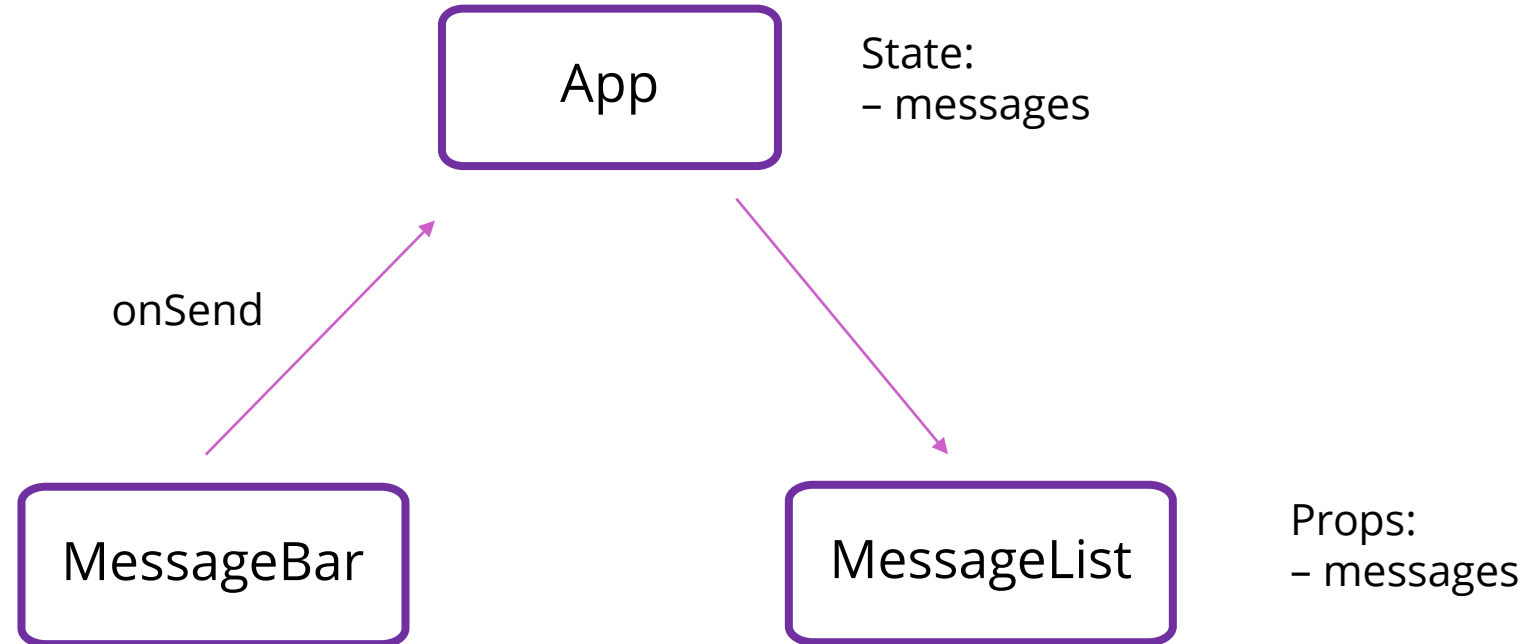 App
State:
– messages
onSend
MessageBar
MessageList
Props:
– messages